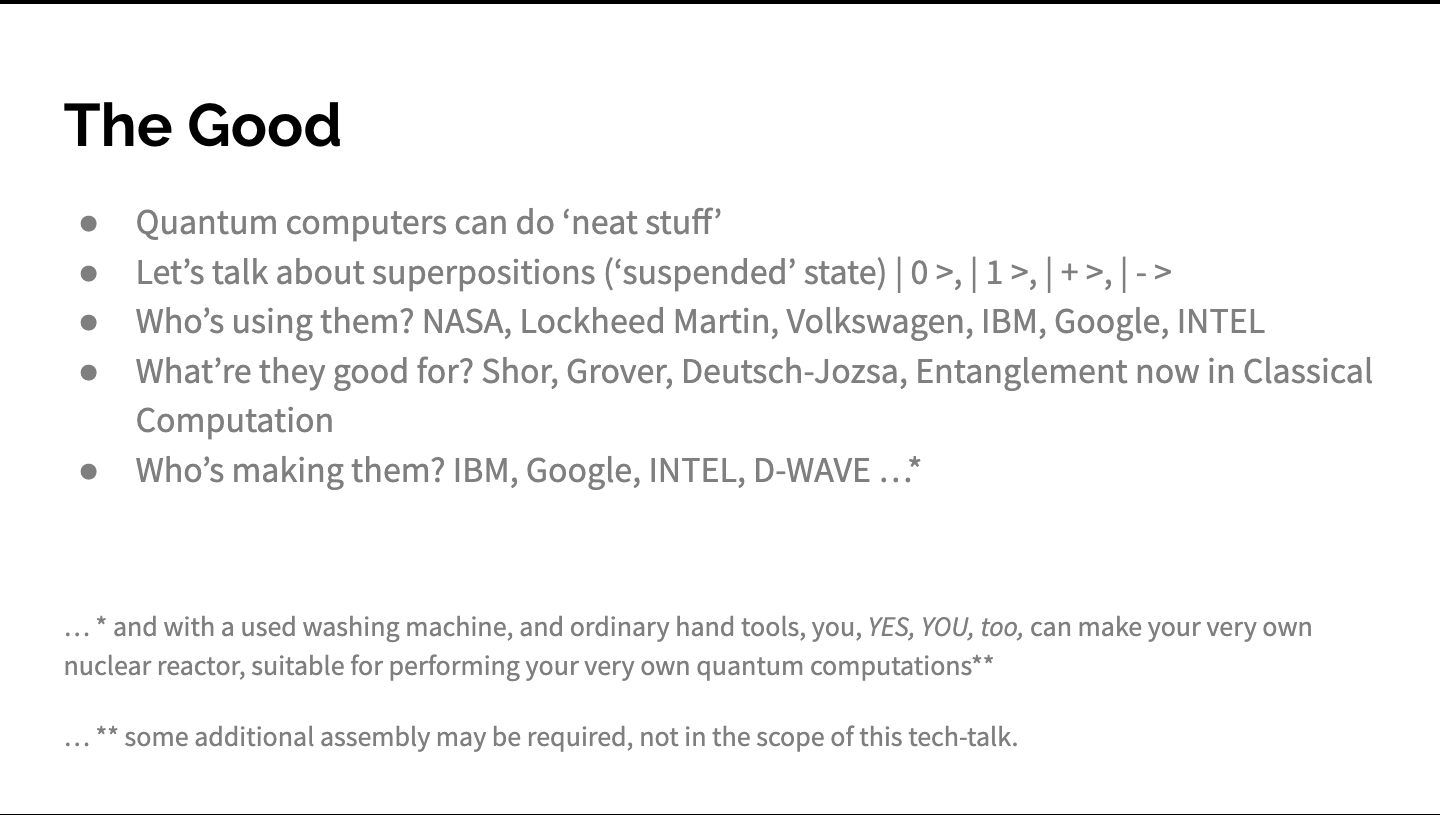 The Good
● Quantum computers can do ‘neat stuff’
● Let’s talk about superpositions (‘suspended’ state) | 0 >, | 1 >, | + >, | - >
● Who’s using them? NASA, Lockheed Martin, Volkswagen, IBM, Google, INTEL
● What’re they good for? Shor, Grover, Deutsch-Jozsa, Entanglement now in Classical
Computation
● Who’s making them? IBM, Google, INTEL, D-WAVE …*
… * and with a used washing machine, and ordinary hand tools, you, YES, YOU, too, can make your very own
nuclear reactor, suitable for performing your very own quantum computations**
… ** some additional assembly may be required, not in the scope of this tech-talk.